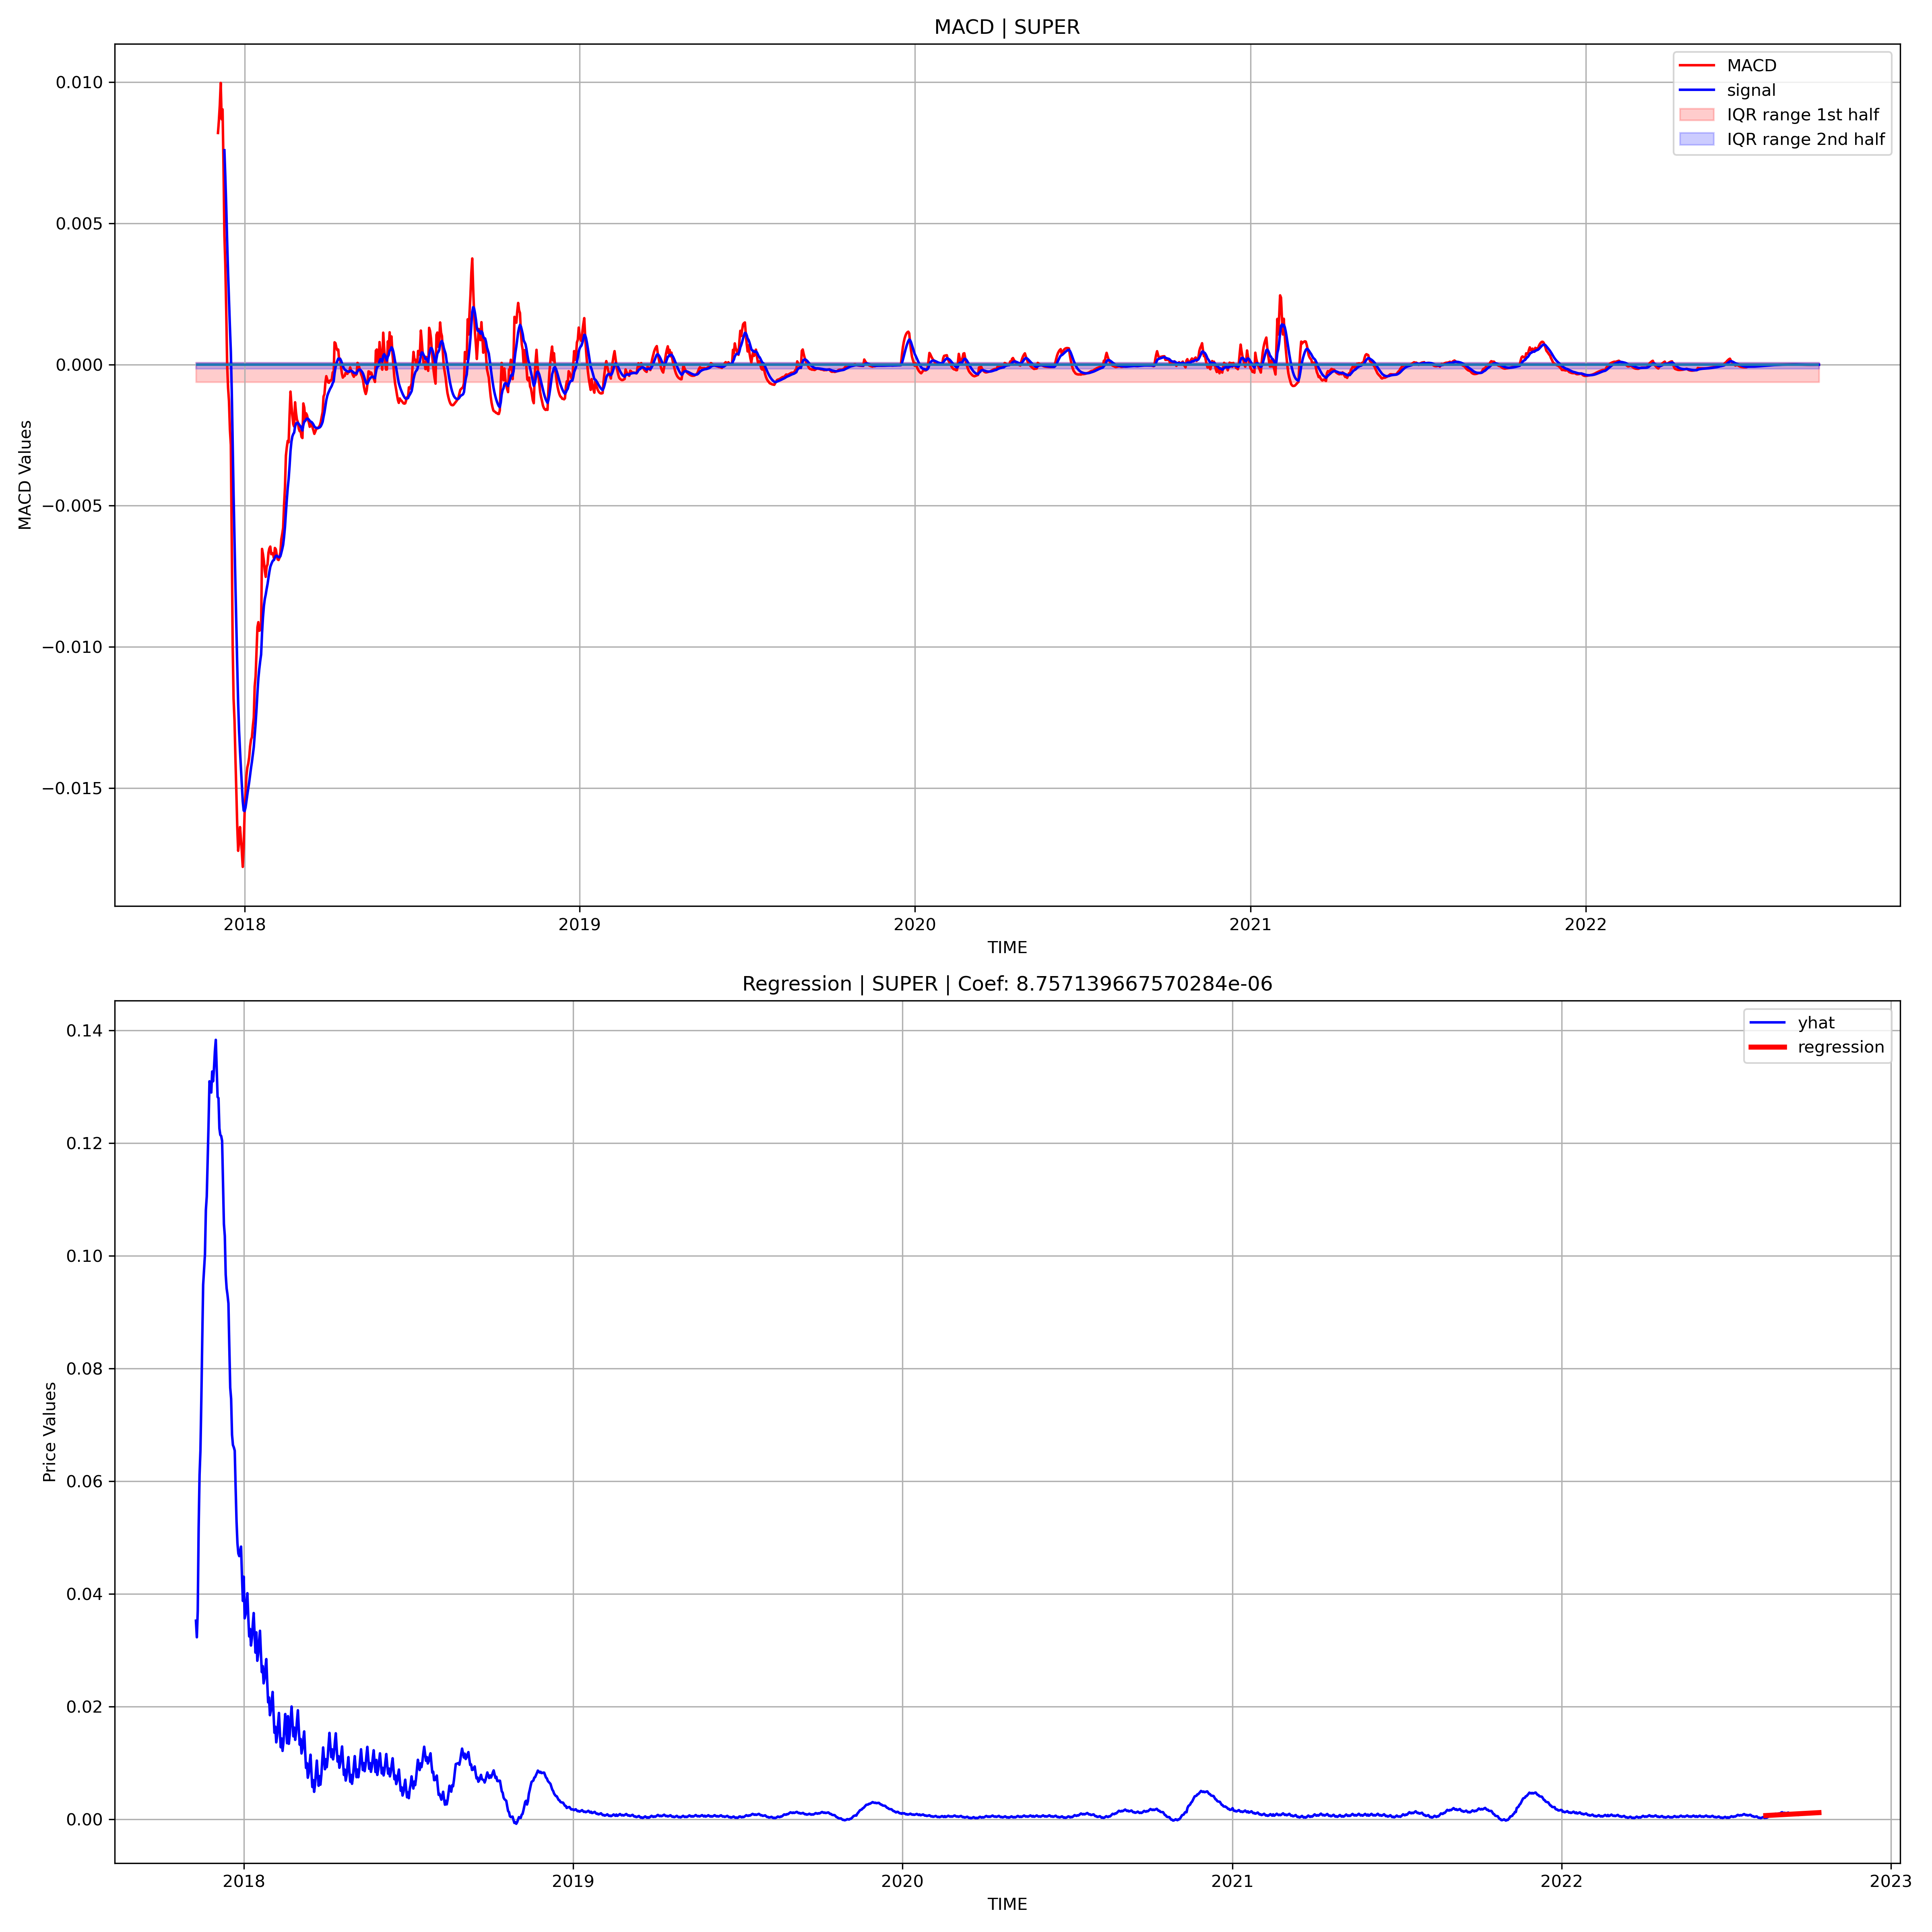 MACD | SUPER
MACD
signal
IQR range 1st half
IQR range 2nd half
0.010
0.005
0.000
−0.005
−0.010
−0.015
MACD Values
2018
2019
2020
2021
2022
TIME
Regression | SUPER | Coef: 8.757139667570284e-06
yhat
regression
0.14
0.12
0.10
0.08
0.06
0.04
0.02
0.00
Price Values
2018
2019
2020
2021
2022
2023
TIME